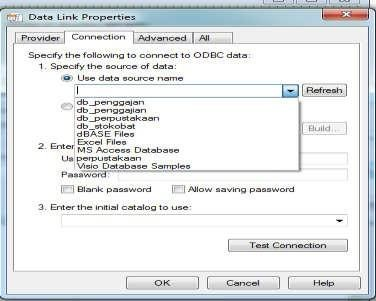 Data Link Properties
Provider Connection Advanced All
Specify the following to connect to ODBC data:
1. Specify the source of data:
Use data source name
Refresh
db_penggajan
db_penggajian
db_perpustakaan
db_stokobat
dBASE Files
Build...
Excel Files
2. Enter
MS Access Database
Us
perpustakaan
Visio Database Samples
Password:
Blank password Allow saving password
3. Enter the initial catalog to use:
Test Connection
OK Cancel Help